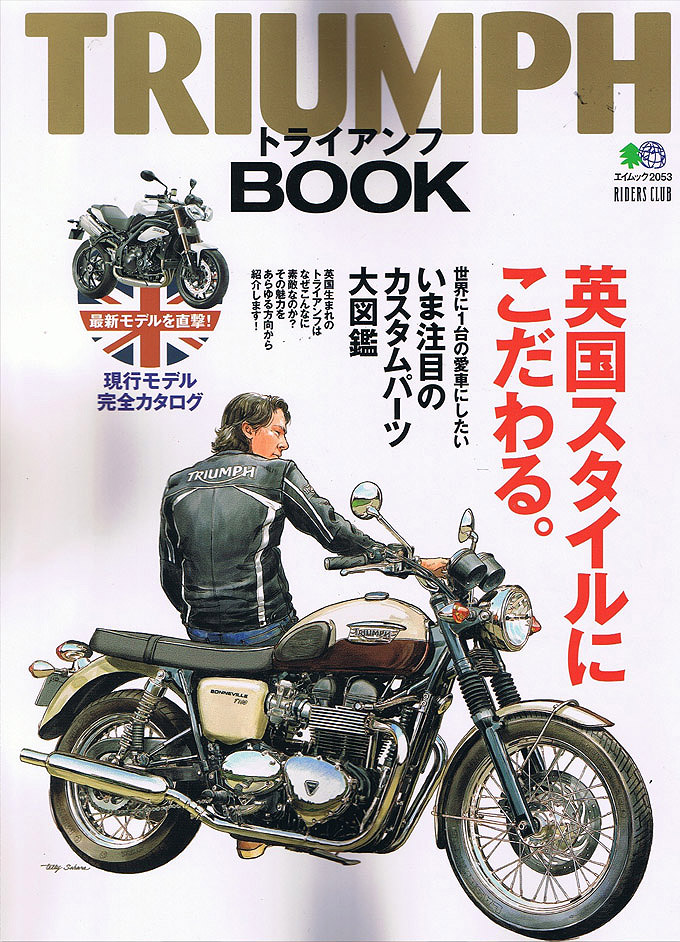 TRIUMPH
トライアンフ
BOOK
エイムック2053
RIDERS CLUB
英国スタイルに
こだわる。
世界に1台の愛車にしたい
いま注目の
カスタムパーツ
大図鑑
英国生まれの
トライアンフは
なぜこんなに
素敵なのか?
その魅力を
あらゆる方向から
紹介します!
最新モデルを直撃!
現行モデル
完全カタログ
TRIUMPH
TRIUMPH
BONNEVILLE
T100